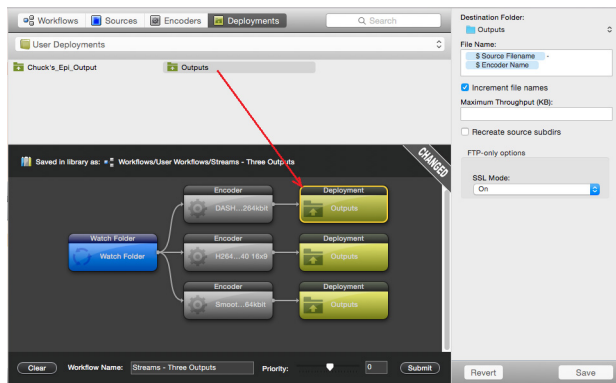 Workflows Sources Encoders Deployments Search
User Deployments
Chuck's_Epi_Output Outputs
Saved in library as: Workflows/User Workflows/Streams - Three Outputs
CHANGED
Encoder Deployment
DASH...264kbit Outputs
Watch Folder Encoder Deployment
Watch Folder H264...40 16x9 Outputs
Encoder Deployment
Smoot...64kbit Outputs
Clear Workflow Name: Streams - Three Outputs Priority: 0 Submit
Destination Folder:
Outputs
File Name:
$ Source Filename -
$ Encoder Name
Increment file names
Maximum Throughput (KB):
Recreate source subdirs
FTP-only options
SSL Mode:
On
Revert Save